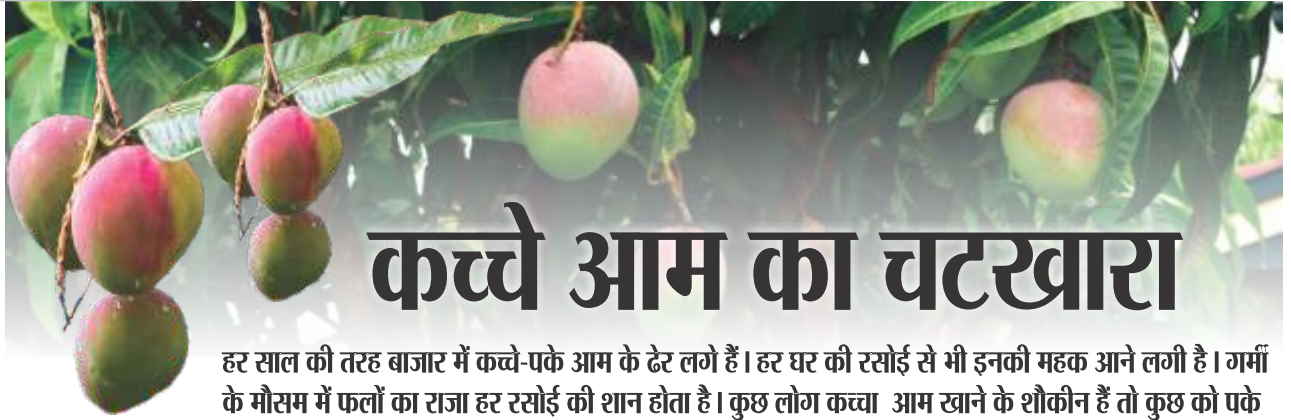 कच्चे आम का चटखारा
हर साल की तरह बाजार में कच्चे-पके आम के ढेर लगे हैं। हर घर की रसोई से भी इनकी महक आने लगी है। गर्मी
के मौसम में फलों का राजा हर रसोई की शान होता है। कुछ लोग कच्चा आम खाने के शौकीन हैं तो कुछ को पके